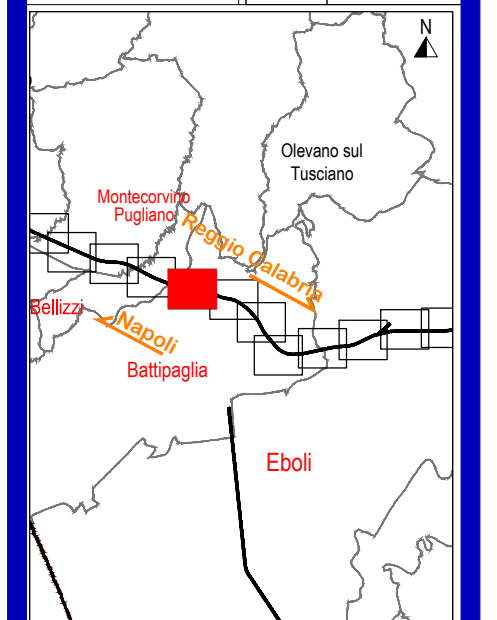 N
Olevano sul
Tusciano
Montecorvino
Pugliano
Reggio Calabria
Bellizzi
Napoli
Battipaglia
Eboli